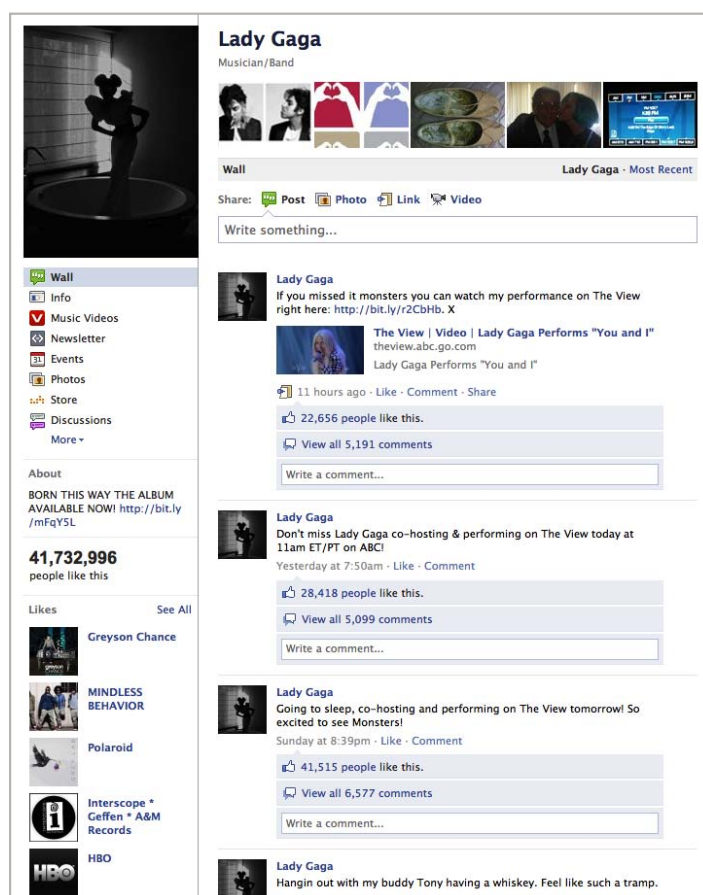 Lady Gaga
Musician/Band
Wall
Lady Gaga · Most Recent
Share: Post Photo Link Video
Write something...
Wall
Info
Music Videos
Newsletter
Events
Photos
Store
Discussions
More
About
BORN THIS WAY THE ALBUM
AVAILABLE NOW! http://bit.ly
/mFqY5L
41,732,996
people like this
Likes See All
Greyson Chance
MINDLESS
BEHAVIOR
Polaroid
Interscope *
Geffen * A&M
Records
HBO
HBO
Lady Gaga
If you missed it monsters you can watch my performance on The View
right here: http://bit.ly/r2CbHb. X
The View | Video | Lady Gaga Performs "You and I"
theview.abc.go.com
Lady Gaga Performs "You and I"
11 hours ago · Like · Comment · Share
22,656 people like this.
View all 5,191 comments
Write a comment...
Lady Gaga
Don't miss Lady Gaga co-hosting & performing on The View today at
11am ET/PT on ABC!
Yesterday at 7:50am · Like · Comment
28,418 people like this.
View all 5,099 comments
Write a comment...
Lady Gaga
Going to sleep, co-hosting and performing on The View tomorrow! So
excited to see Monsters!
Sunday at 8:39pm · Like · Comment
41,515 people like this.
View all 6,577 comments
Write a comment...
Lady Gaga
Hangin out with my buddy Tony having a whiskey. Feel like such a tramp.